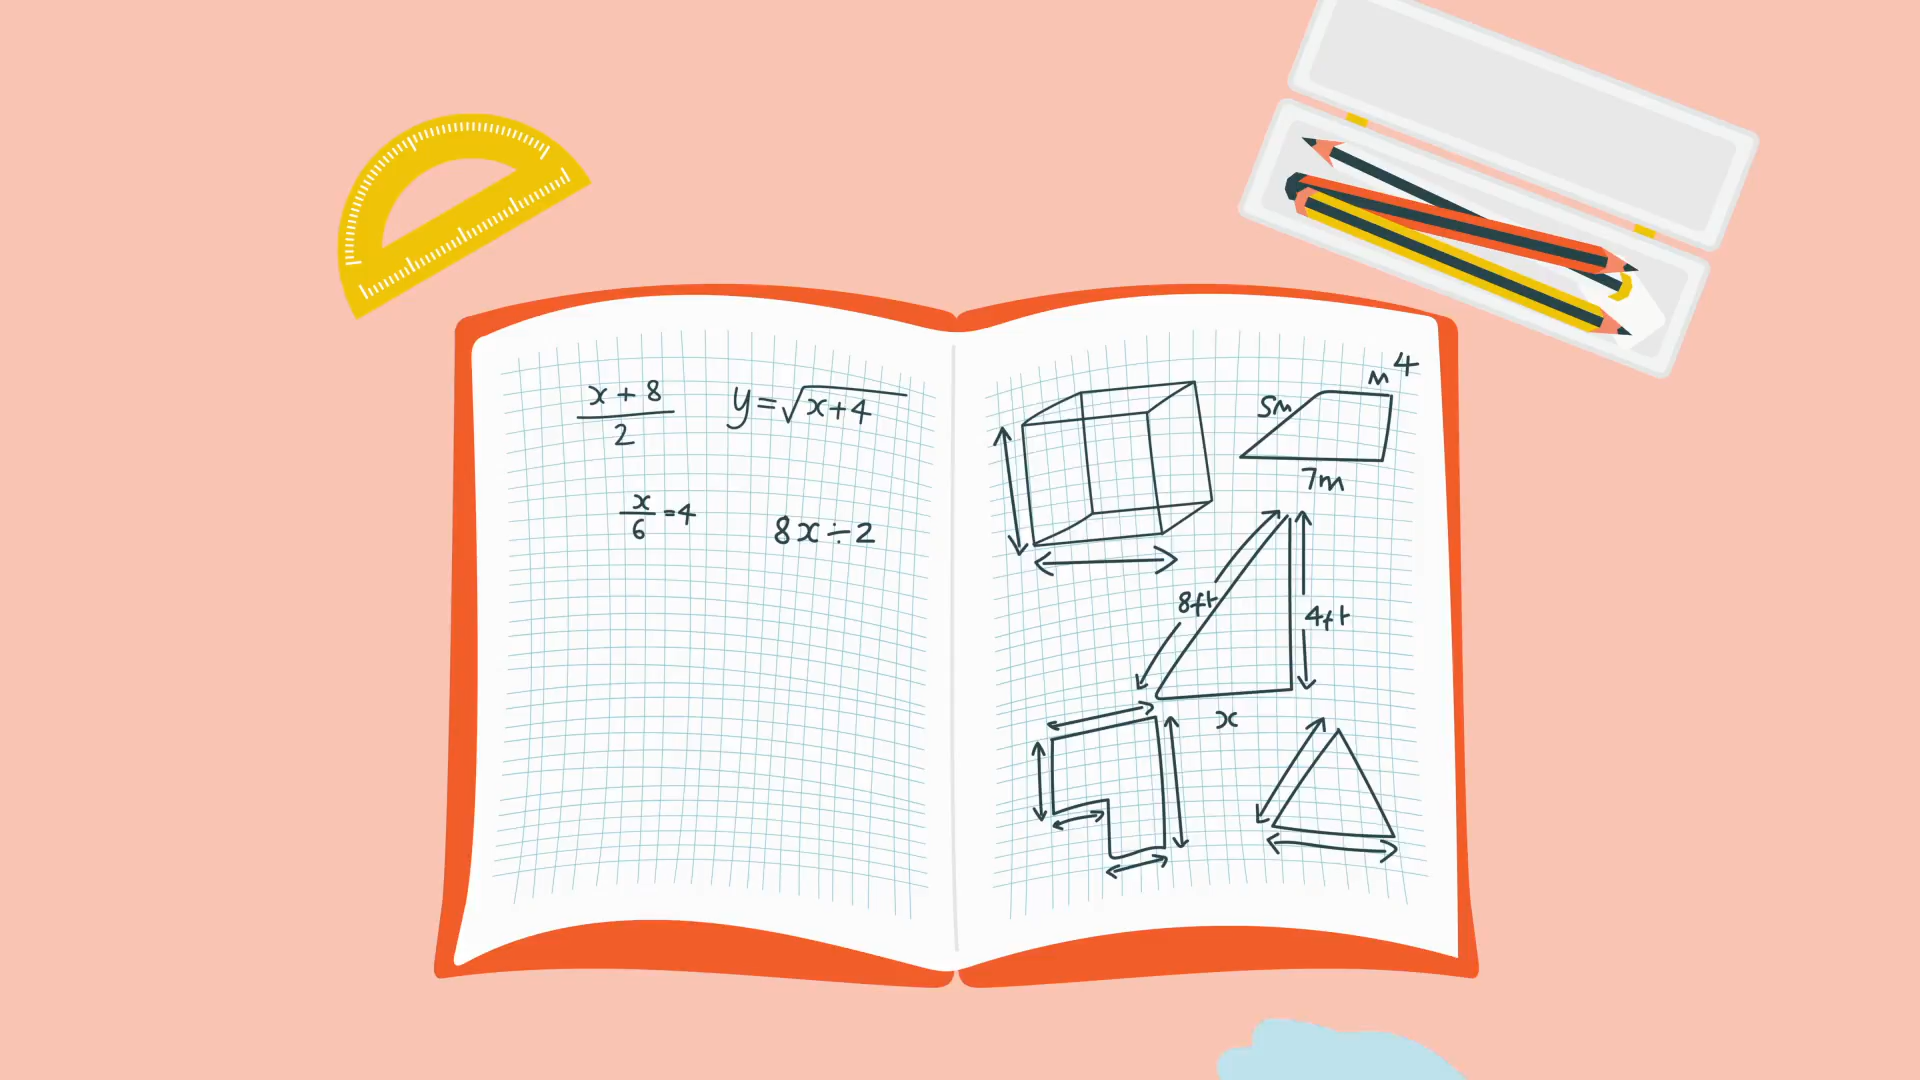 x + 8
2
y = √x+4
x
6
=4
8x ÷ 2
m 4
5m
7m
8ft
4ft
x